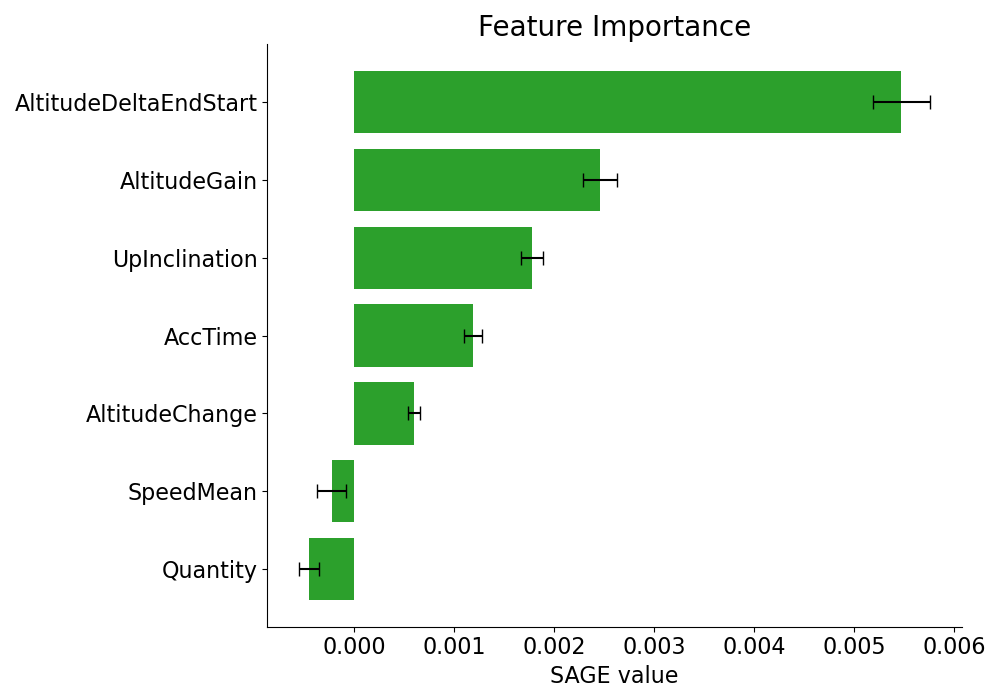 Feature Importance
AltitudeDeltaEndStart
AltitudeGain
UpInclination
AccTime
AltitudeChange
SpeedMean
Quantity
0.000 0.001 0.002 0.003 0.004 0.005 0.006
SAGE value